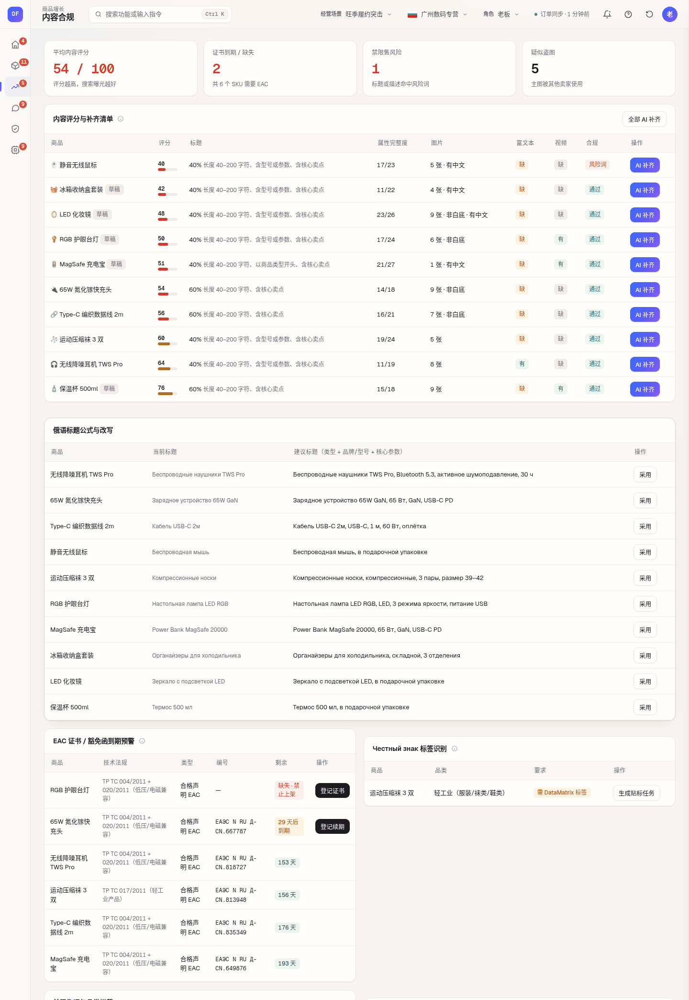 OF
商品增长
内容合规
搜索功能或输入指令
Ctrl K
经营场景 旺季履约突击
广州数码专营
角色 老板
订单同步 · 1 分钟前
老
4
11
5
9
9
平均内容评分
54 / 100
评分越高，搜索曝光越好
证书到期 / 缺失
2
共 6 个 SKU 需要 EAC
禁限售风险
1
标题或描述命中风险词
疑似盗图
5
主图被其他卖家使用
内容评分与补齐清单
全部 AI 补齐
商品 评分 标题 属性完整度 图片 富文本 视频 合规 操作
静音无线鼠标 40 40% 长度 40–200 字符、含型号或参数、含核心卖点 17/23 5 张 · 有中文 缺 缺 风险词 AI 补齐
冰箱收纳盒套装 草稿 42 40% 长度 40–200 字符、含型号或参数、含核心卖点 11/22 4 张 · 有中文 缺 缺 通过 AI 补齐
LED 化妆镜 草稿 48 40% 长度 40–200 字符、含型号或参数、含核心卖点 23/26 9 张 · 非白底 · 有中文 缺 缺 通过 AI 补齐
RGB 护眼台灯 草稿 50 40% 长度 40–200 字符、含型号或参数、含核心卖点 17/24 6 张 · 非白底 缺 有 通过 AI 补齐
MagSafe 充电宝 草稿 51 40% 长度 40–200 字符、以商品类型开头、含核心卖点 21/27 1 张 · 有中文 缺 有 通过 AI 补齐
65W 氮化镓快充头 54 60% 长度 40–200 字符、含核心卖点 14/18 9 张 · 非白底 缺 缺 通过 AI 补齐
Type-C 编织数据线 2m 56 60% 长度 40–200 字符、含核心卖点 16/21 7 张 · 非白底 缺 缺 通过 AI 补齐
运动压缩袜 3 双 60 40% 长度 40–200 字符、含型号或参数、含核心卖点 19/24 5 张 缺 缺 通过 AI 补齐
无线降噪耳机 TWS Pro 64 40% 长度 40–200 字符、含型号或参数、含核心卖点 11/19 8 张 有 缺 通过 AI 补齐
保温杯 500ml 草稿 76 60% 长度 40–200 字符、含核心卖点 15/18 9 张 缺 有 通过 AI 补齐
俄语标题公式与改写
商品 当前标题 建议标题（类型 + 品牌/型号 + 核心参数） 操作
无线降噪耳机 TWS Pro Беспроводные наушники TWS Pro Беспроводные наушники TWS Pro, Bluetooth 5.3, активное шумоподавление, 30 ч 采用
65W 氮化镓快充头 Зарядное устройство 65W GaN Зарядное устройство 65W GaN, 65 Вт, GaN, USB-C PD 采用
Type-C 编织数据线 2m Кабель USB-C 2м Кабель USB-C 2м, USB-C, 1 м, 60 Вт, оплётка 采用
静音无线鼠标 Беспроводная мышь Беспроводная мышь, в подарочной упаковке 采用
运动压缩袜 3 双 Компрессионные носки Компрессионные носки, компрессионные, 3 пары, размер 39–42 采用
RGB 护眼台灯 Настольная лампа LED RGB Настольная лампа LED RGB, LED, 3 режима яркости, питание USB 采用
MagSafe 充电宝 Power Bank MagSafe 20000 Power Bank MagSafe 20000, 65 Вт, GaN, USB-C PD 采用
冰箱收纳盒套装 Органайзеры для холодильника Органайзеры для холодильника, складной, 3 отделения 采用
LED 化妆镜 Зеркало с подсветкой LED Зеркало с подсветкой LED, в подарочной упаковке 采用
保温杯 500ml Термос 500 мл Термос 500 мл, в подарочной упаковке 采用
EAC 证书 / 豁免函到期预警
商品 技术法规 类型 编号 剩余 操作
RGB 护眼台灯
TP TC 004/2011 +
020/2011（低压/电磁兼
容）
合格声
明 EAC
—
缺失 · 禁
止上架
登记证书
65W 氮化镓快
充头
TP TC 004/2011 +
020/2011（低压/电磁兼
容）
合格声
明 EAC
ЕАЭС N RU Д-
CN.667787
29 天后
到期
登记续期
无线降噪耳机
TWS Pro
TP TC 004/2011 +
020/2011（低压/电磁兼
容）
合格声
明 EAC
ЕАЭС N RU Д-
CN.818727
153 天
运动压缩袜 3
双
TP TC 017/2011（轻工
业产品）
合格声
明 EAC
ЕАЭС N RU Д-
CN.813948
156 天
Type-C 编织数
据线 2m
TP TC 004/2011 +
020/2011（低压/电磁兼
容）
合格声
明 EAC
ЕАЭС N RU Д-
CN.835349
176 天
MagSafe 充电
宝
TP TC 004/2011 +
020/2011（低压/电磁兼
容）
合格声
明 EAC
ЕАЭС N RU Д-
CN.649876
193 天
Честный знак 标签识别
商品 品类 要求 操作
运动压缩袜 3 双 轻工业（服装/袜类/鞋类） 需 DataMatrix 标签 生成贴标任务